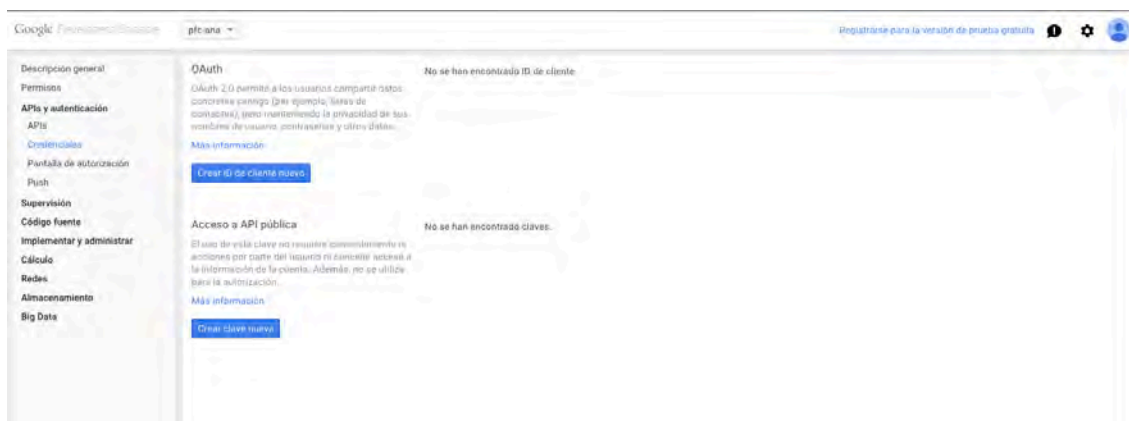 Google Developers Console
pfc-ana
Registrarse para la versión de prueba gratuita
Descripción general
Permisos
APIs y autenticación
APIs
Credenciales
Pantalla de autorización
Push
Supervisión
Código fuente
Implementar y administrar
Cálculo
Redes
Almacenamiento
Big Data
OAuth
OAuth 2.0 permite a los usuarios compartir datos
concretos contigo (por ejemplo, listas de
contactos), pero manteniendo la privacidad de sus
nombres de usuario, contraseñas y otros datos.
Más información
Crear ID de cliente nuevo
No se han encontrado ID de cliente
Acceso a API pública
El uso de esta clave no requiere consentimiento ni
acciones por parte del usuario ni concede acceso a
la información de la cuenta. Además, no se utiliza
para la autorización.
Más información
Crear clave nueva
No se han encontrado claves.